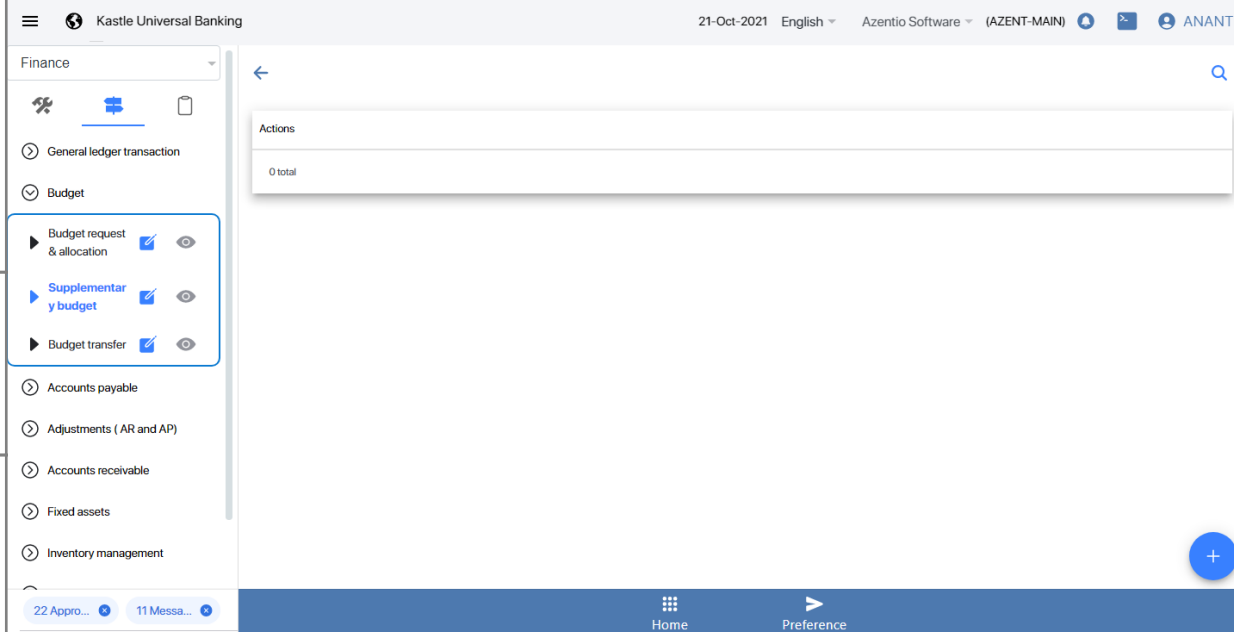 Kastle Universal Banking
21-Oct-2021 English Azentio Software (AZENT-MAIN) ANANT
Finance
Actions
0 total
General ledger transaction
Budget
Budget request
& allocation
Supplementar
y budget
Budget transfer
Accounts payable
Adjustments ( AR and AP)
Accounts receivable
Fixed assets
Inventory management
22 Appro...
11 Messa...
Home
Preference